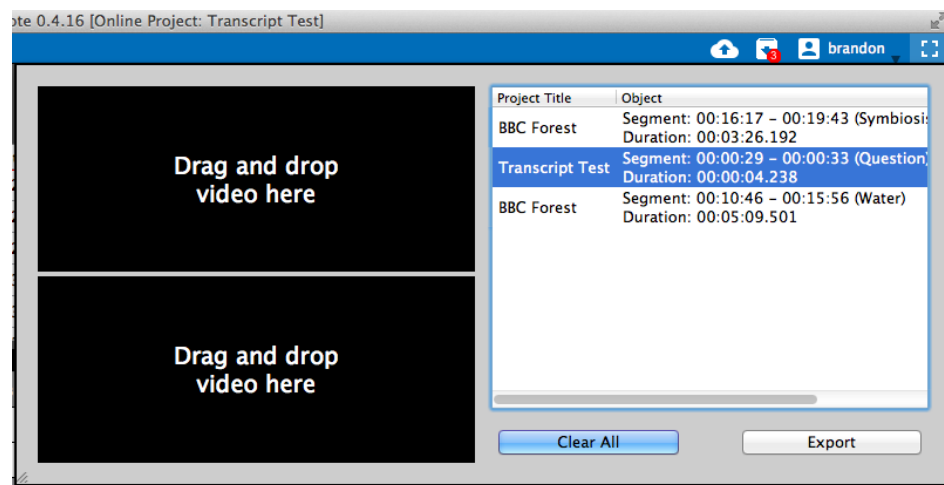 ote 0.4.16 [Online Project: Transcript Test]
3
brandon
Drag and drop
video here
Drag and drop
video here
Project Title Object
BBC Forest
Segment: 00:16:17 – 00:19:43 (Symbiosi
Duration: 00:03:26.192
Transcript Test
Segment: 00:00:29 – 00:00:33 (Question)
Duration: 00:00:04.238
BBC Forest
Segment: 00:10:46 – 00:15:56 (Water)
Duration: 00:05:09.501
Clear All
Export